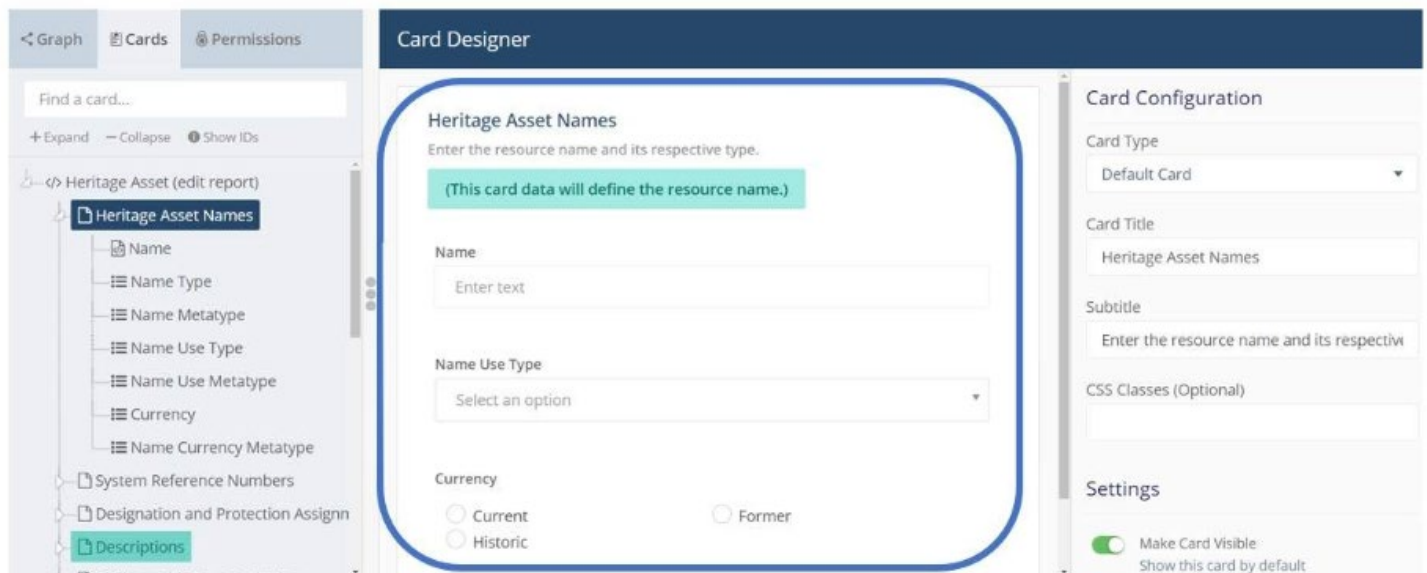 Graph Cards Permissions
Find a card...
+ Expand − Collapse Show IDs
</> Heritage Asset (edit report)
Heritage Asset Names
Name
Name Type
Name Metatype
Name Use Type
Name Use Metatype
Currency
Name Currency Metatype
System Reference Numbers
Designation and Protection Assignm
Descriptions
Card Designer
Heritage Asset Names
Enter the resource name and its respective type.
(This card data will define the resource name.)
Name
Enter text
Name Use Type
Select an option
Currency
Current Former
Historic
Card Configuration
Card Type
Default Card
Card Title
Heritage Asset Names
Subtitle
Enter the resource name and its respective
CSS Classes (Optional)
Settings
Make Card Visible
Show this card by default